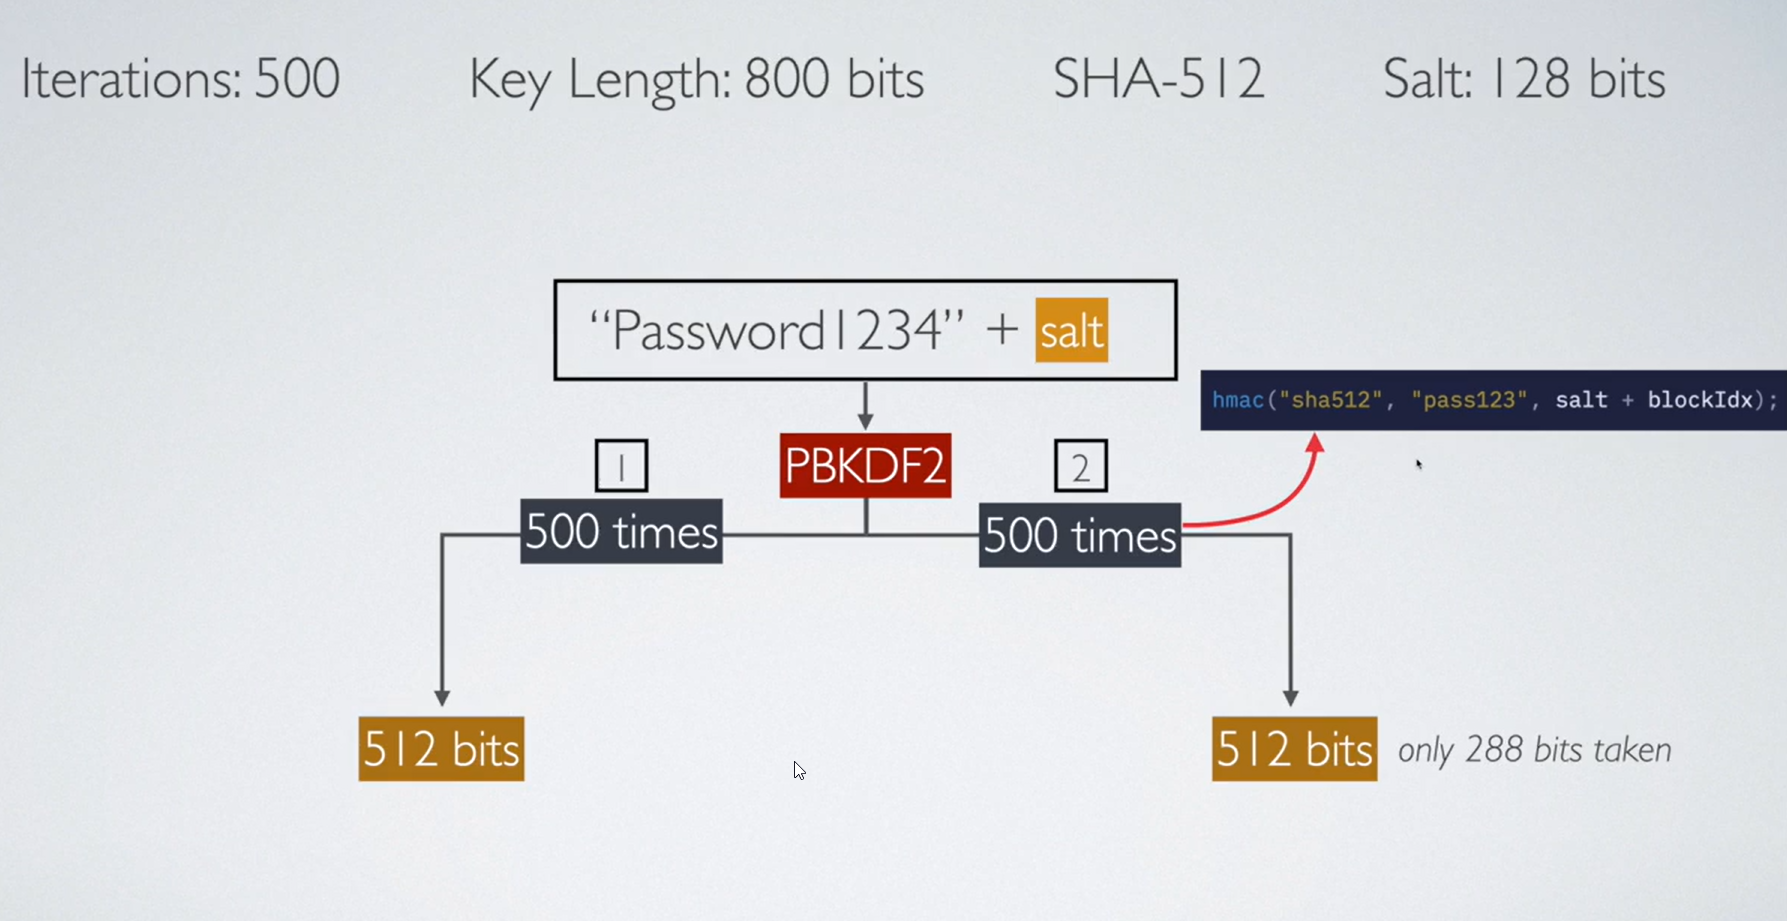 Iterations: 500
Key Length: 800 bits
SHA-512
Salt: 128 bits
“Password1234” + salt
hmac("sha512", "pass123", salt + blockIdx);
1
PBKDF2
2
500 times
500 times
512 bits
512 bits
only 288 bits taken